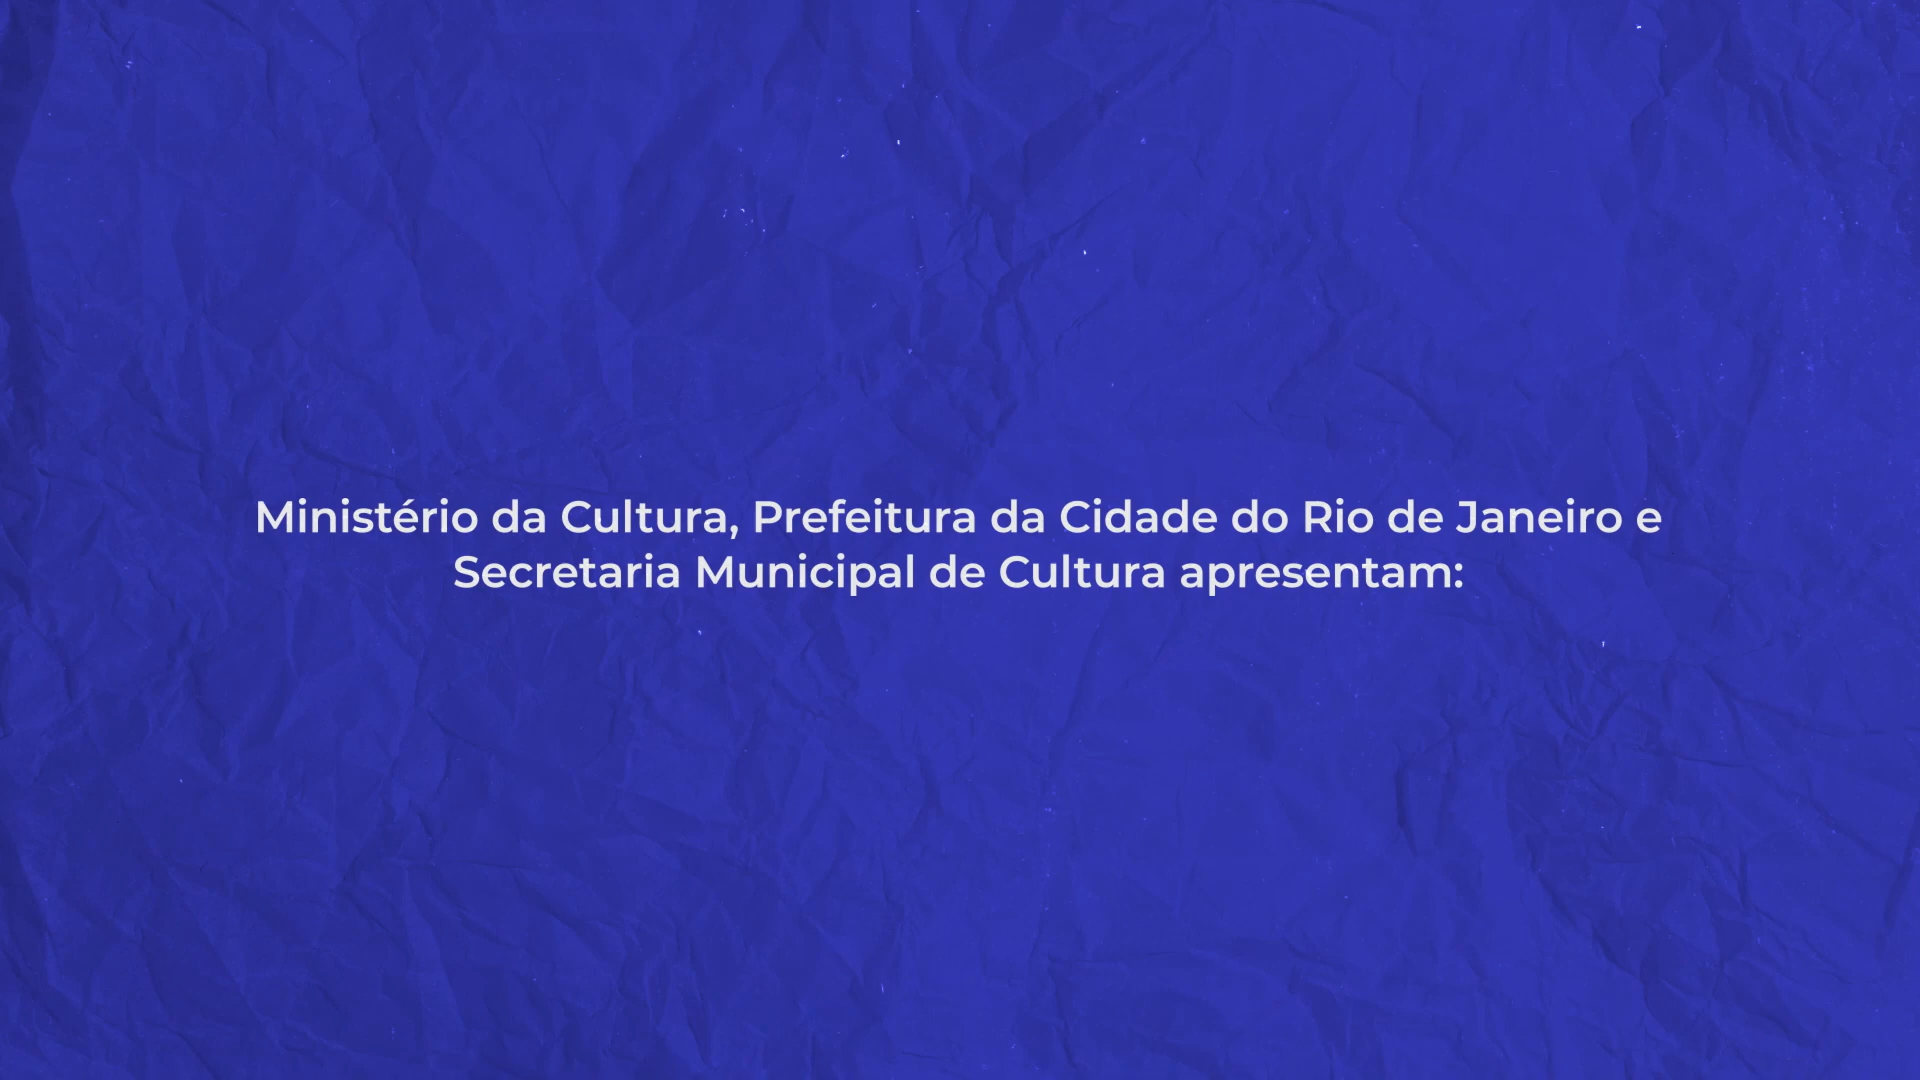 Ministério da Cultura, Prefeitura da Cidade do Rio de Janeiro e
Secretaria Municipal de Cultura apresentam: